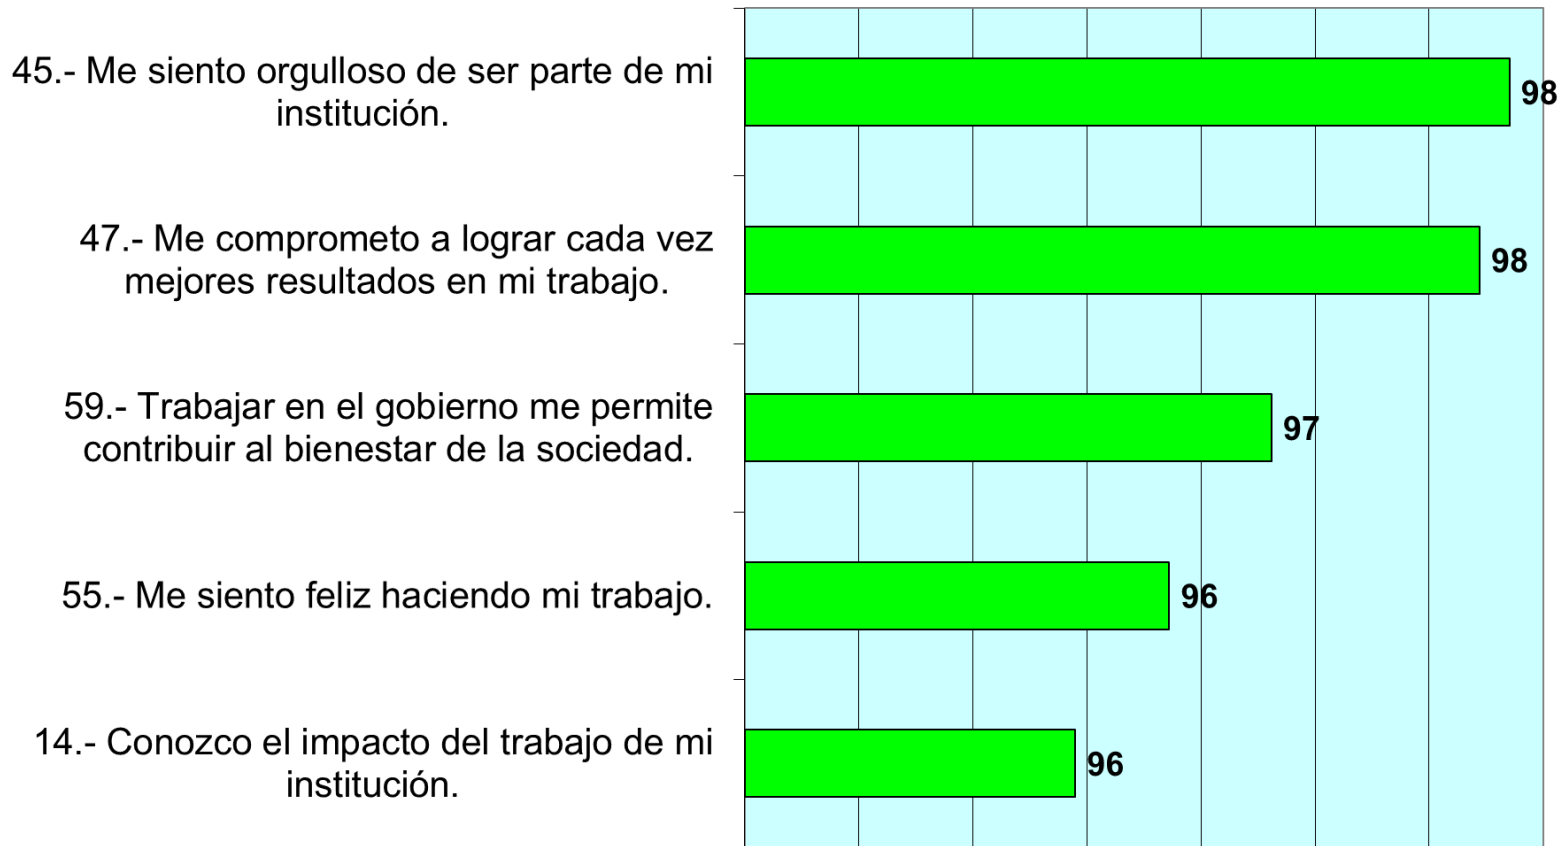 45.- Me siento orgulloso de ser parte de mi
institución.
98
47.- Me comprometo a lograr cada vez
mejores resultados en mi trabajo.
98
59.- Trabajar en el gobierno me permite
contribuir al bienestar de la sociedad.
97
55.- Me siento feliz haciendo mi trabajo.
96
14.- Conozco el impacto del trabajo de mi
institución.
96